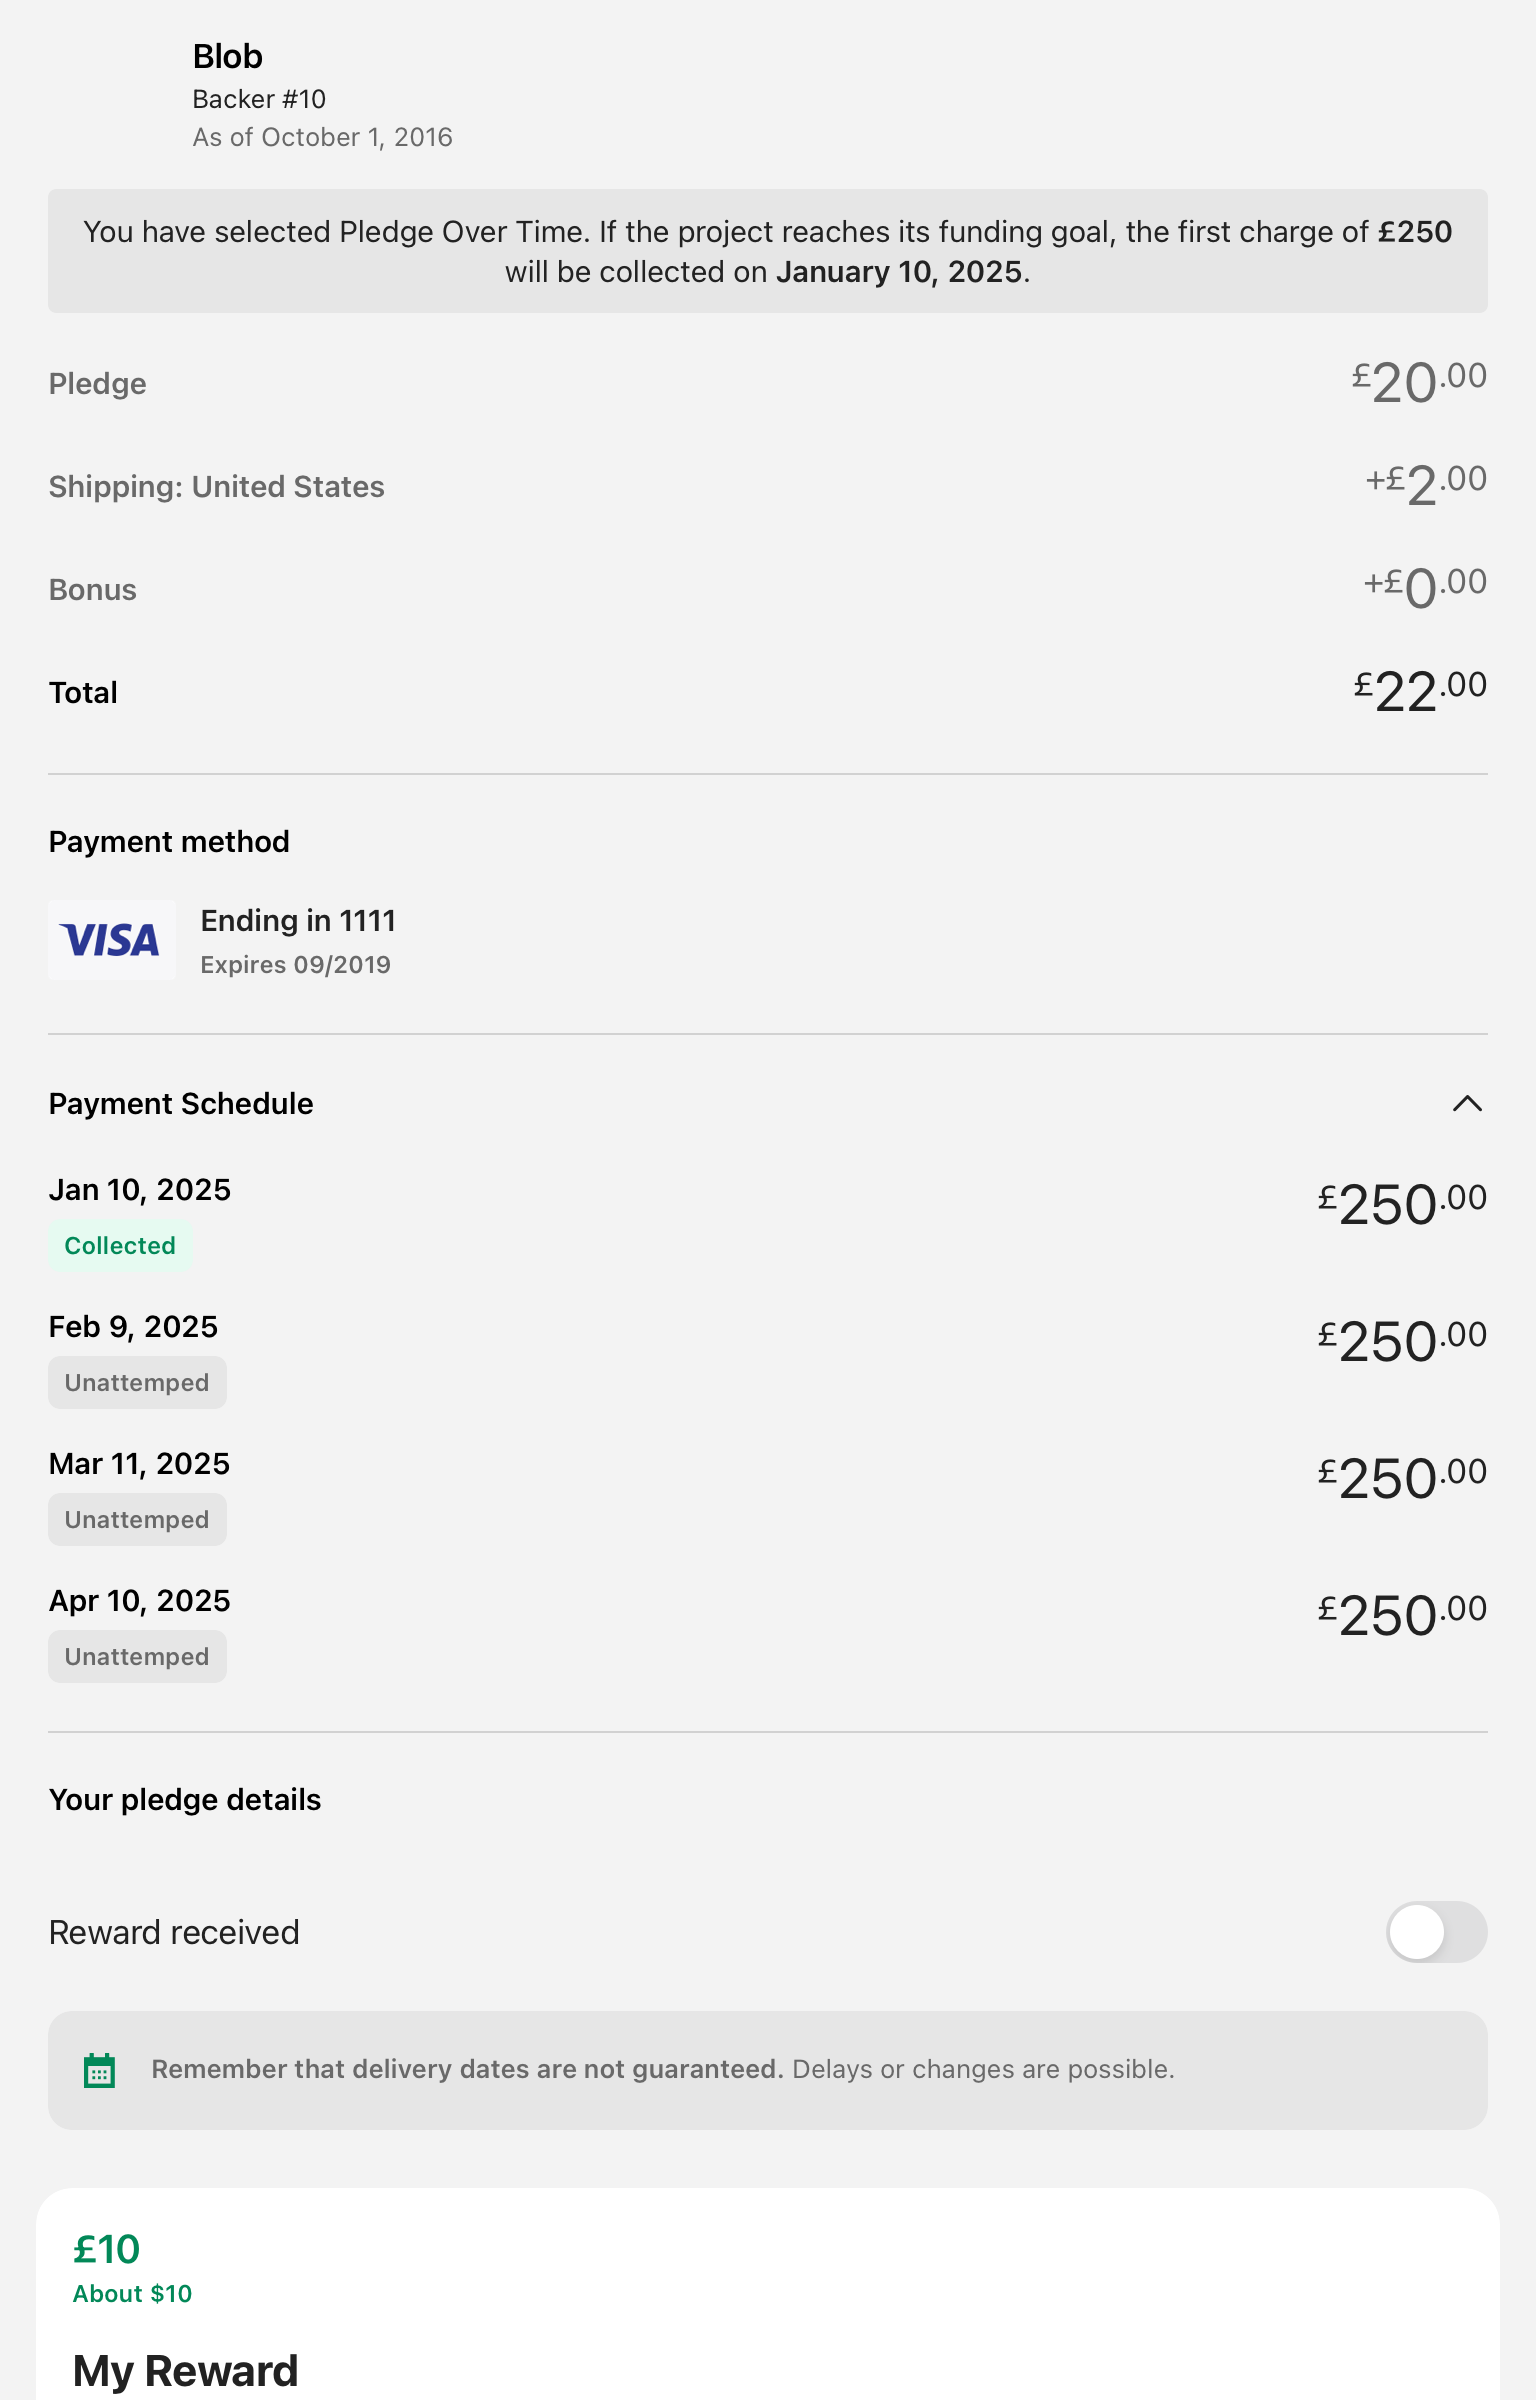 Blob
Backer #10
As of October 1, 2016
You have selected Pledge Over Time. If the project reaches its funding goal, the first charge of £250
will be collected on January 10, 2025.
Pledge £20.00
Shipping: United States +£2.00
Bonus +£0.00
Total £22.00
Payment method
VISA
Ending in 1111
Expires 09/2019
Payment Schedule
Jan 10, 2025 £250.00
Collected
Feb 9, 2025 £250.00
Unattemped
Mar 11, 2025 £250.00
Unattemped
Apr 10, 2025 £250.00
Unattemped
Your pledge details
Reward received
Remember that delivery dates are not guaranteed. Delays or changes are possible.
£10
About $10
My Reward